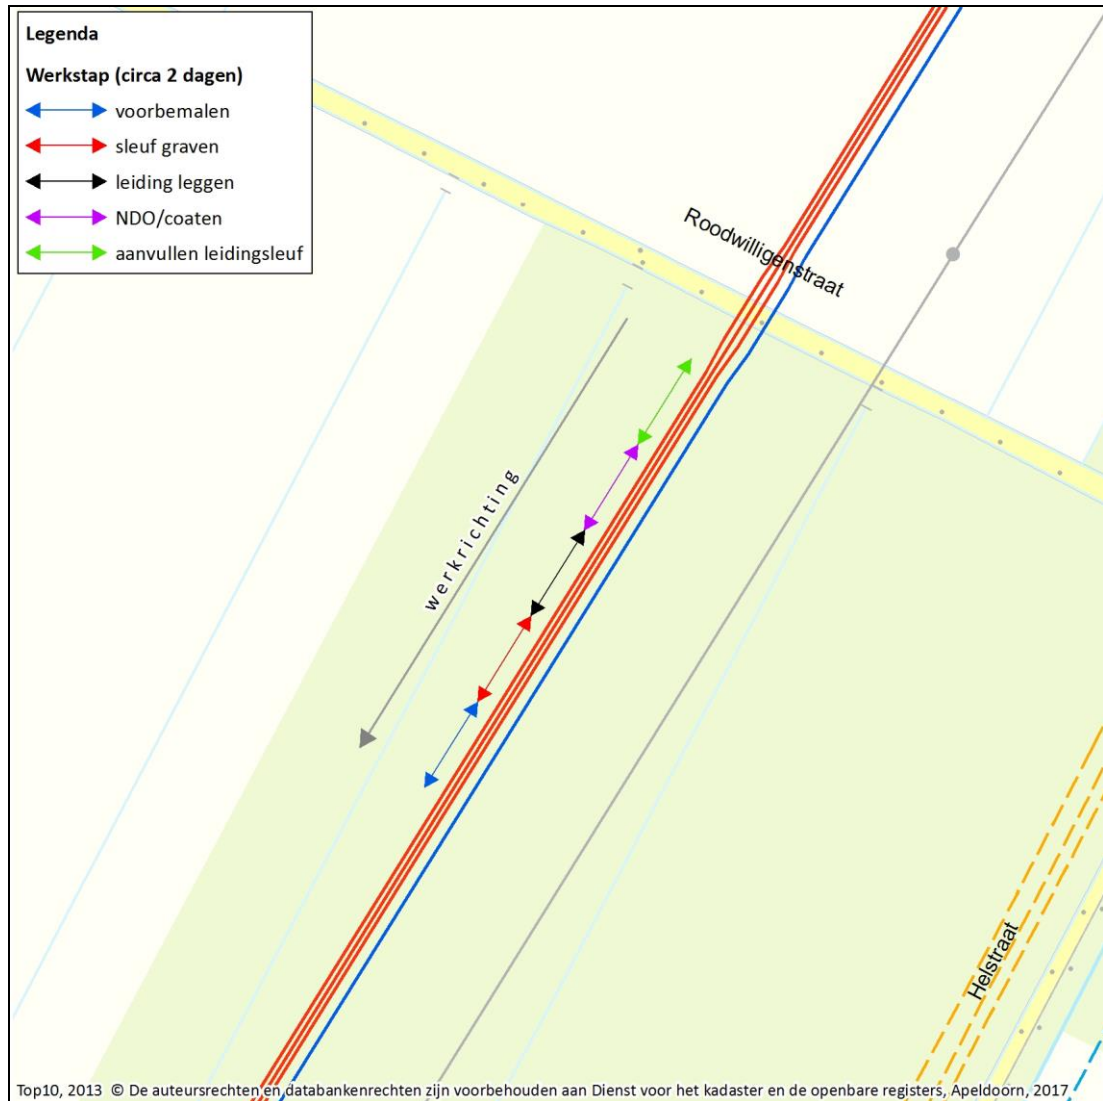 Legenda
Werkstap (circa 2 dagen)
voorbemalen
sleuf graven
leiding leggen
NDO/coaten
aanvullen leidingsleuf
Roodwilligenstraat
werkrichting
Helstraat
Top10, 2013 © De auteursrechten en databankenrechten zijn voorbehouden aan Dienst voor het kadaster en de openbare registers, Apeldoorn, 2017